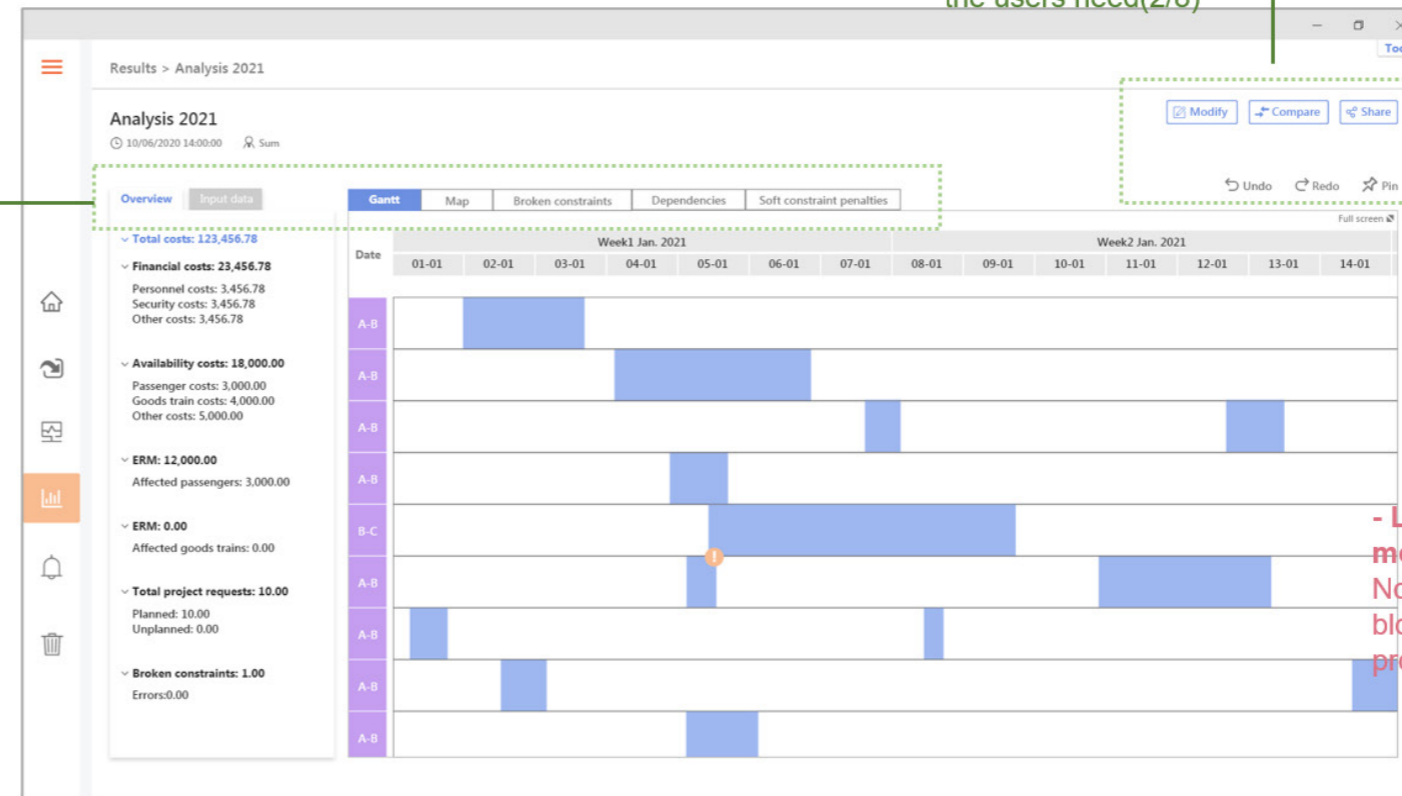 the users need(2/6)
Results > Analysis 2021
Analysis 2021
10/06/2020 14:00:00 Sum
Modify Compare Share
Undo Redo Pin
Overview Input data
Gantt Map Broken constraints Dependencies Soft constraint penalties
Full screen
Total costs: 123,456.78
Financial costs: 23,456.78
Personnel costs: 3,456.78
Security costs: 3,456.78
Other costs: 3,456.78
Availability costs: 18,000.00
Passenger costs: 3,000.00
Goods train costs: 4,000.00
Other costs: 5,000.00
ERM: 12,000.00
Affected passengers: 3,000.00
ERM: 0.00
Affected goods trains: 0.00
Total project requests: 10.00
Planned: 10.00
Unplanned: 0.00
Broken constraints: 1.00
Errors:0.00
Date
Week1 Jan. 2021 Week2 Jan. 2021
01-01 02-01 03-01 04-01 05-01 06-01 07-01 08-01 09-01 10-01 11-01 12-01 13-01 14-01
A-B
A-B
A-B
A-B
B-C
A-B
A-B
A-B
A-B